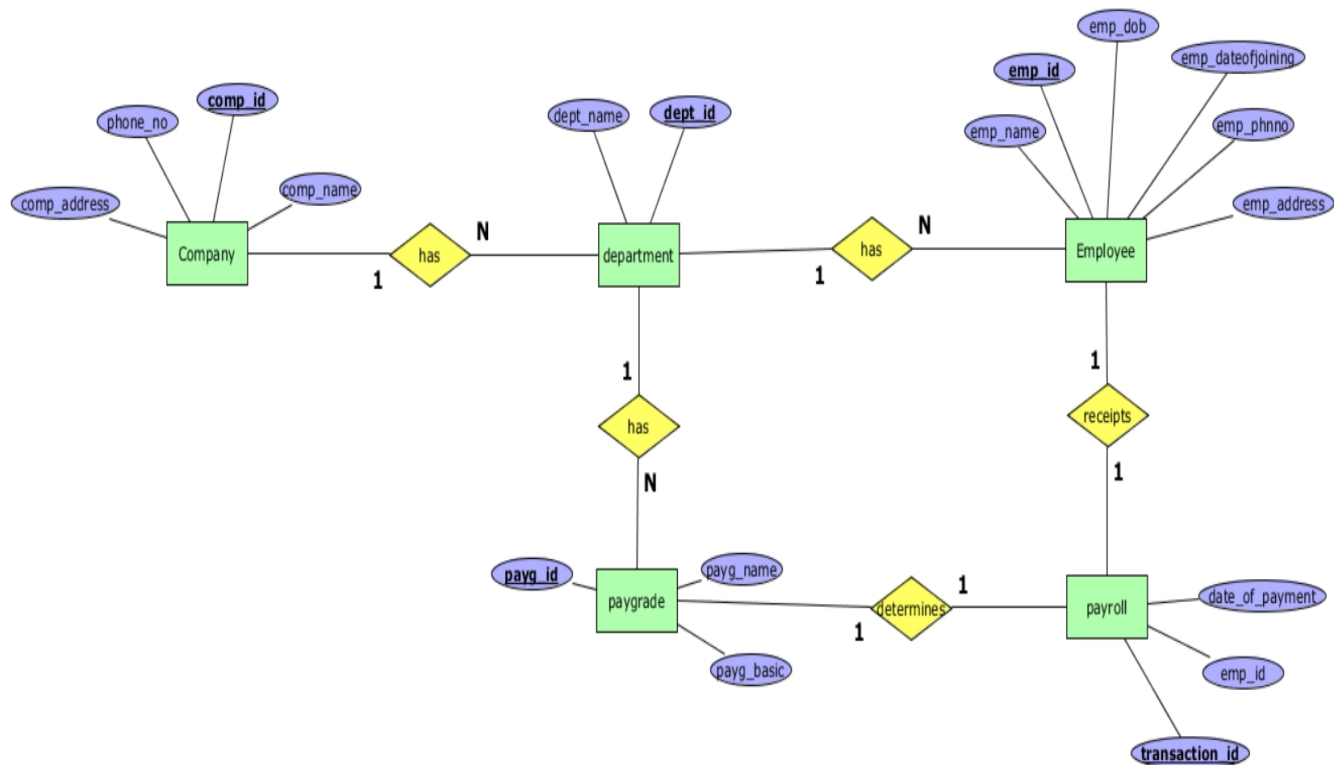 emp_dob
emp_dateofjoining
emp_id
comp_id
phone_no
dept_name
dept_id
emp_name
emp_phnno
comp_address
comp_name
emp_address
Company
1
has
N
department
1
has
N
Employee
1
has
N
1
receipts
1
payg_id
payg_name
paygrade
payg_basic
1
determines
1
payroll
date_of_payment
emp_id
transaction_id